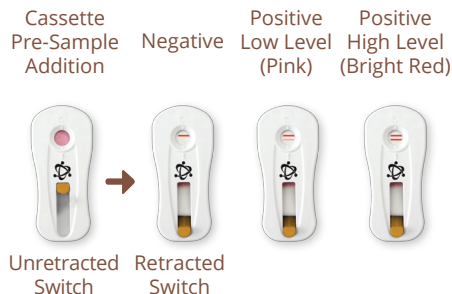 Cassette
Pre-Sample
Addition
Negative
Positive
Low Level
(Pink)
Positive
High Level
(Bright Red)
Unretracted
Switch
Retracted
Switch